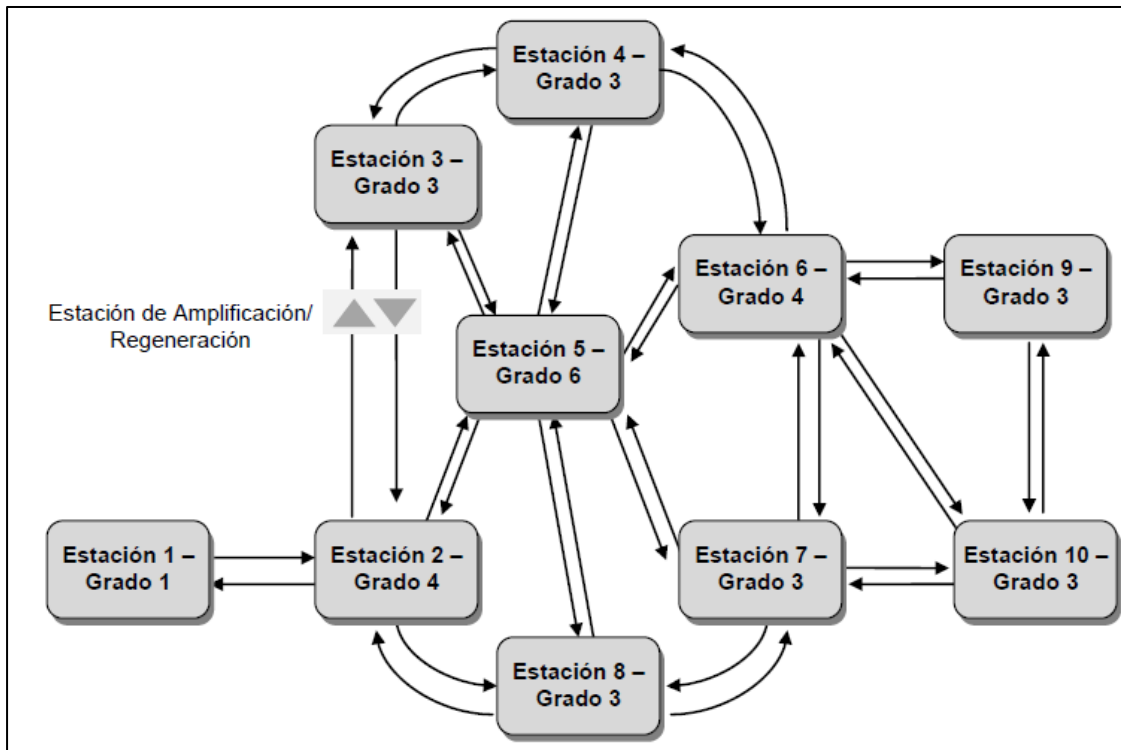 Estación 4 –
Grado 3
Estación 3 –
Grado 3
Estación 6 –
Grado 4
Estación 9 –
Grado 3
Estación de Amplificación/
Regeneración
Estación 5 –
Grado 6
Estación 1 –
Grado 1
Estación 2 –
Grado 4
Estación 7 –
Grado 3
Estación 10 –
Grado 3
Estación 8 –
Grado 3